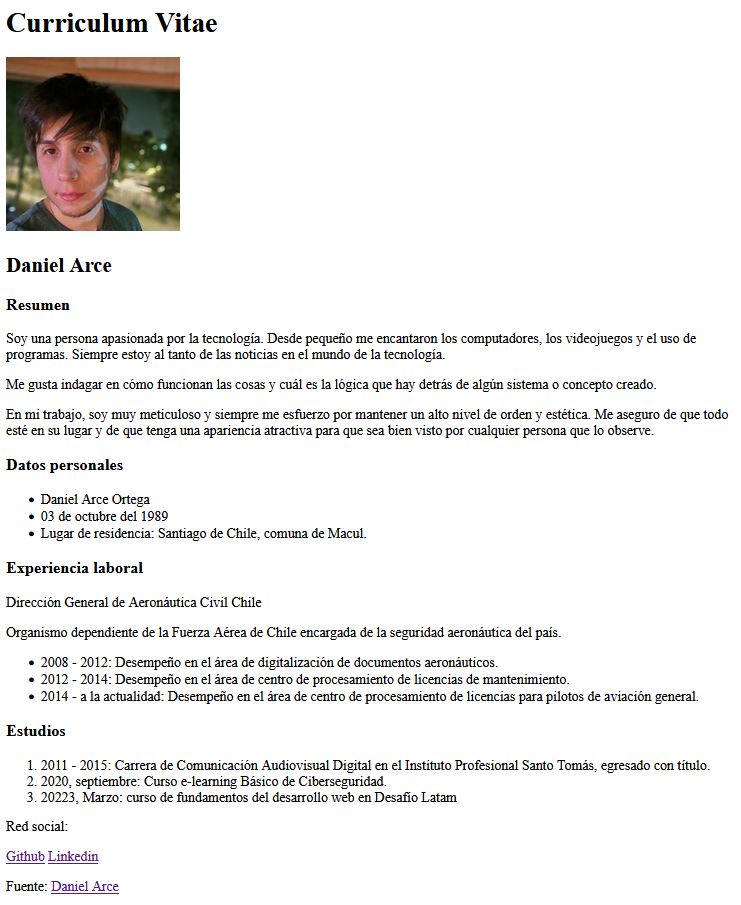 Curriculum Vitae
Daniel Arce
Resumen
Soy una persona apasionada por la tecnología. Desde pequeño me encantaron los computadores, los videojuegos y el uso de
programas. Siempre estoy al tanto de las noticias en el mundo de la tecnología.
Me gusta indagar en cómo funcionan las cosas y cuál es la lógica que hay detrás de algún sistema o concepto creado.
En mi trabajo, soy muy meticuloso y siempre me esfuerzo por mantener un alto nivel de orden y estética. Me aseguro de que todo
esté en su lugar y de que tenga una apariencia atractiva para que sea bien visto por cualquier persona que lo observe.
Datos personales
• Daniel Arce Ortega
• 03 de octubre del 1989
• Lugar de residencia: Santiago de Chile, comuna de Macul.
Experiencia laboral
Dirección General de Aeronáutica Civil Chile
Organismo dependiente de la Fuerza Aérea de Chile encargada de la seguridad aeronáutica del país.
• 2008 - 2012: Desempeño en el área de digitalización de documentos aeronáuticos.
• 2012 - 2014: Desempeño en el área de centro de procesamiento de licencias de mantenimiento.
• 2014 - a la actualidad: Desempeño en el área de centro de procesamiento de licencias para pilotos de aviación general.
Estudios
1. 2011 - 2015: Carrera de Comunicación Audiovisual Digital en el Instituto Profesional Santo Tomás, egresado con título.
2. 2020, septiembre: Curso e-learning Básico de Ciberseguridad.
3. 20223, Marzo: curso de fundamentos del desarrollo web en Desafío Latam
Red social:
Github Linkedin
Fuente: Daniel Arce